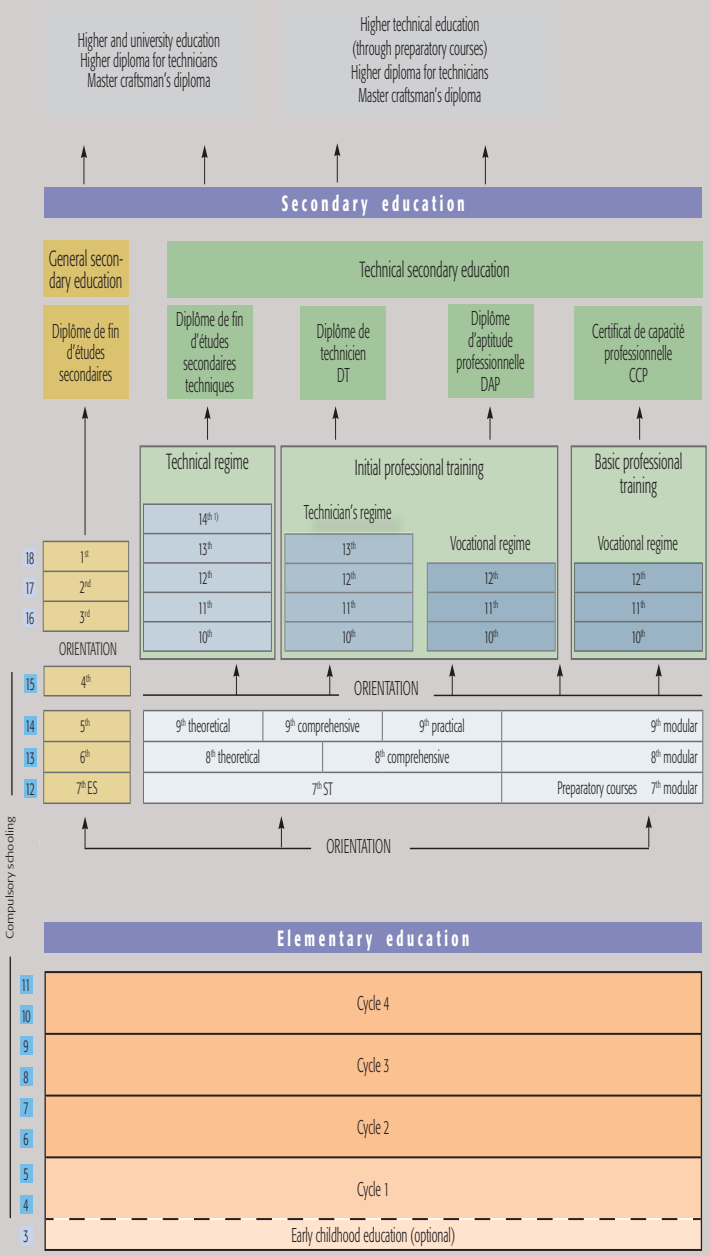 Higher and university education
Higher diploma for technicians
Master craftsman's diploma
Higher technical education
(through preparatory courses)
Higher diploma for technicians
Master craftsman's diploma
Secondary education
General secon-
dary education
Technical secondary education
Diplôme de fin
d'études
secondaires
Diplôme de fin
d'études
secondaires
techniques
Diplôme de
technicien
DT
Diplôme
d'aptitude
professionnelle
DAP
Certificat de capacité
professionnelle
CCP
Technical regime
Initial professional training
Basic professional
training
Technician's regime
Vocational regime
Vocational regime
14th 1)
18 1st 13th 13th
17 2nd 12th 12th 12th 12th
16 3rd 11th 11th 11th 11th
ORIENTATION 10th 10th 10th 10th
15 4th ORIENTATION
14 5th 9th theoretical 9th comprehensive 9th practical 9th modular
13 6th 8th theoretical 8th comprehensive 8th modular
12 7th ES 7th ST Preparatory courses 7th modular
ORIENTATION
Compulsory schooling
Elementary education
11
10
Cycle 4
9
8
Cycle 3
7
6
Cycle 2
5
4
Cycle 1
3 Early childhood education (optional)